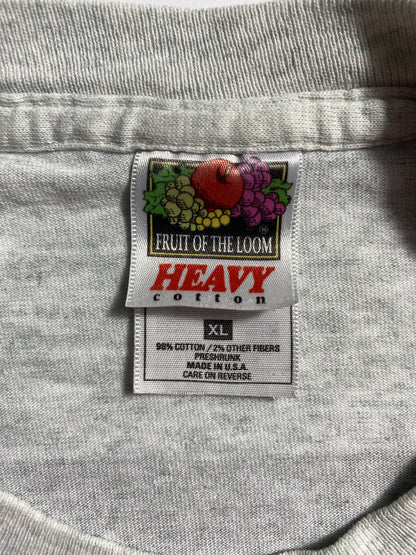 FRUIT OF THE LOOM
®
HEAVY
cotton
XL
98% COTTON / 2% OTHER FIBERS
PRESHRUNK
MADE IN U.S.A.
CARE ON REVERSE